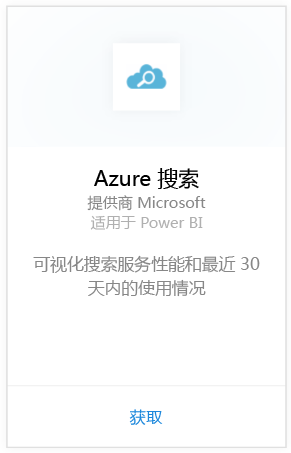 Azure 搜索
提供商 Microsoft
适用于 Power BI
可视化搜索服务性能和最近 30
天内的使用情况
获取